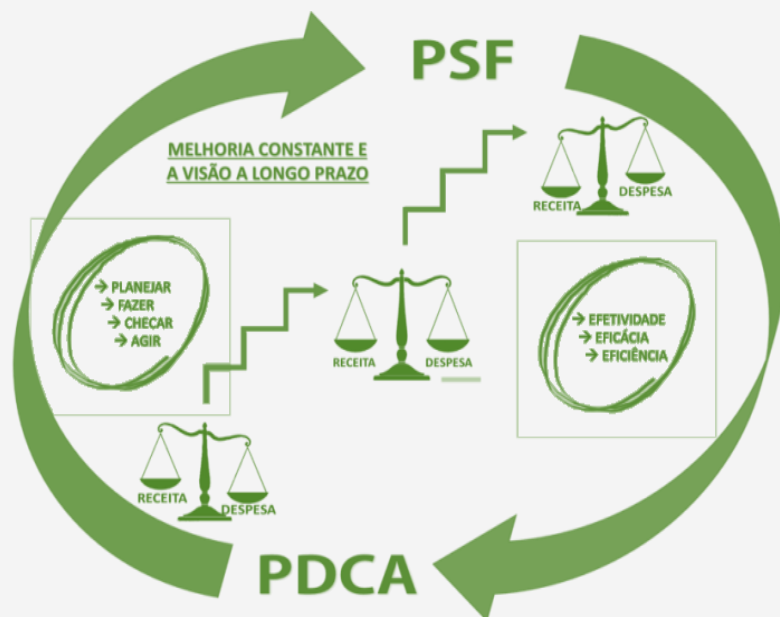 PSF
MELHORIA CONSTANTE E
A VISÃO A LONGO PRAZO
RECEITA
DESPESA
→ PLANEJAR
→ FAZER
→ CHECAR
→ AGIR
RECEITA
DESPESA
→ EFETIVIDADE
→ EFICÁCIA
→ EFICIÊNCIA
RECEITA
DESPESA
PDCA